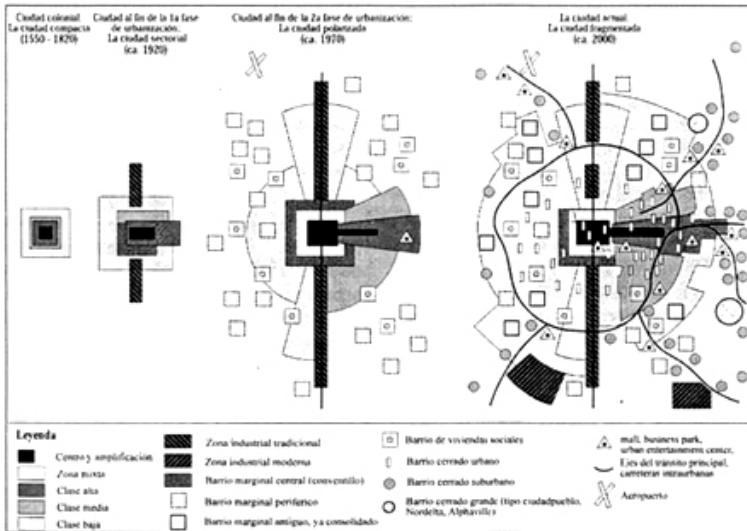 Ciudad colonial:
La ciudad compacta
(1550 - 1820)
Ciudad al fin de la 1a fase
de urbanización:
La ciudad sectorial
(ca. 1920)
Ciudad al fin de la 2a fase de urbanización:
La ciudad polarizada
(ca. 1970)
La ciudad actual:
La ciudad fragmentada
(ca. 2000)
Leyenda
Centro y amplificación
Zona mixta
Clase alta
Clase media
Clase baja
Zona industrial tradicional
Zona industrial moderna
Barrio marginal central (conventillo)
Barrio marginal periférico
Barrio marginal antiguo, ya consolidado
Barrio de viviendas sociales
Barrio cerrado urbano
Barrio cerrado suburbano
Barrio cerrado grande (tipo ciudadpueblo,
Nordelta, Alphaville)
mall, business park,
urban entertainment center,
Ejes del tránsito principal,
carreteras intraurbanas
Aeropuerto